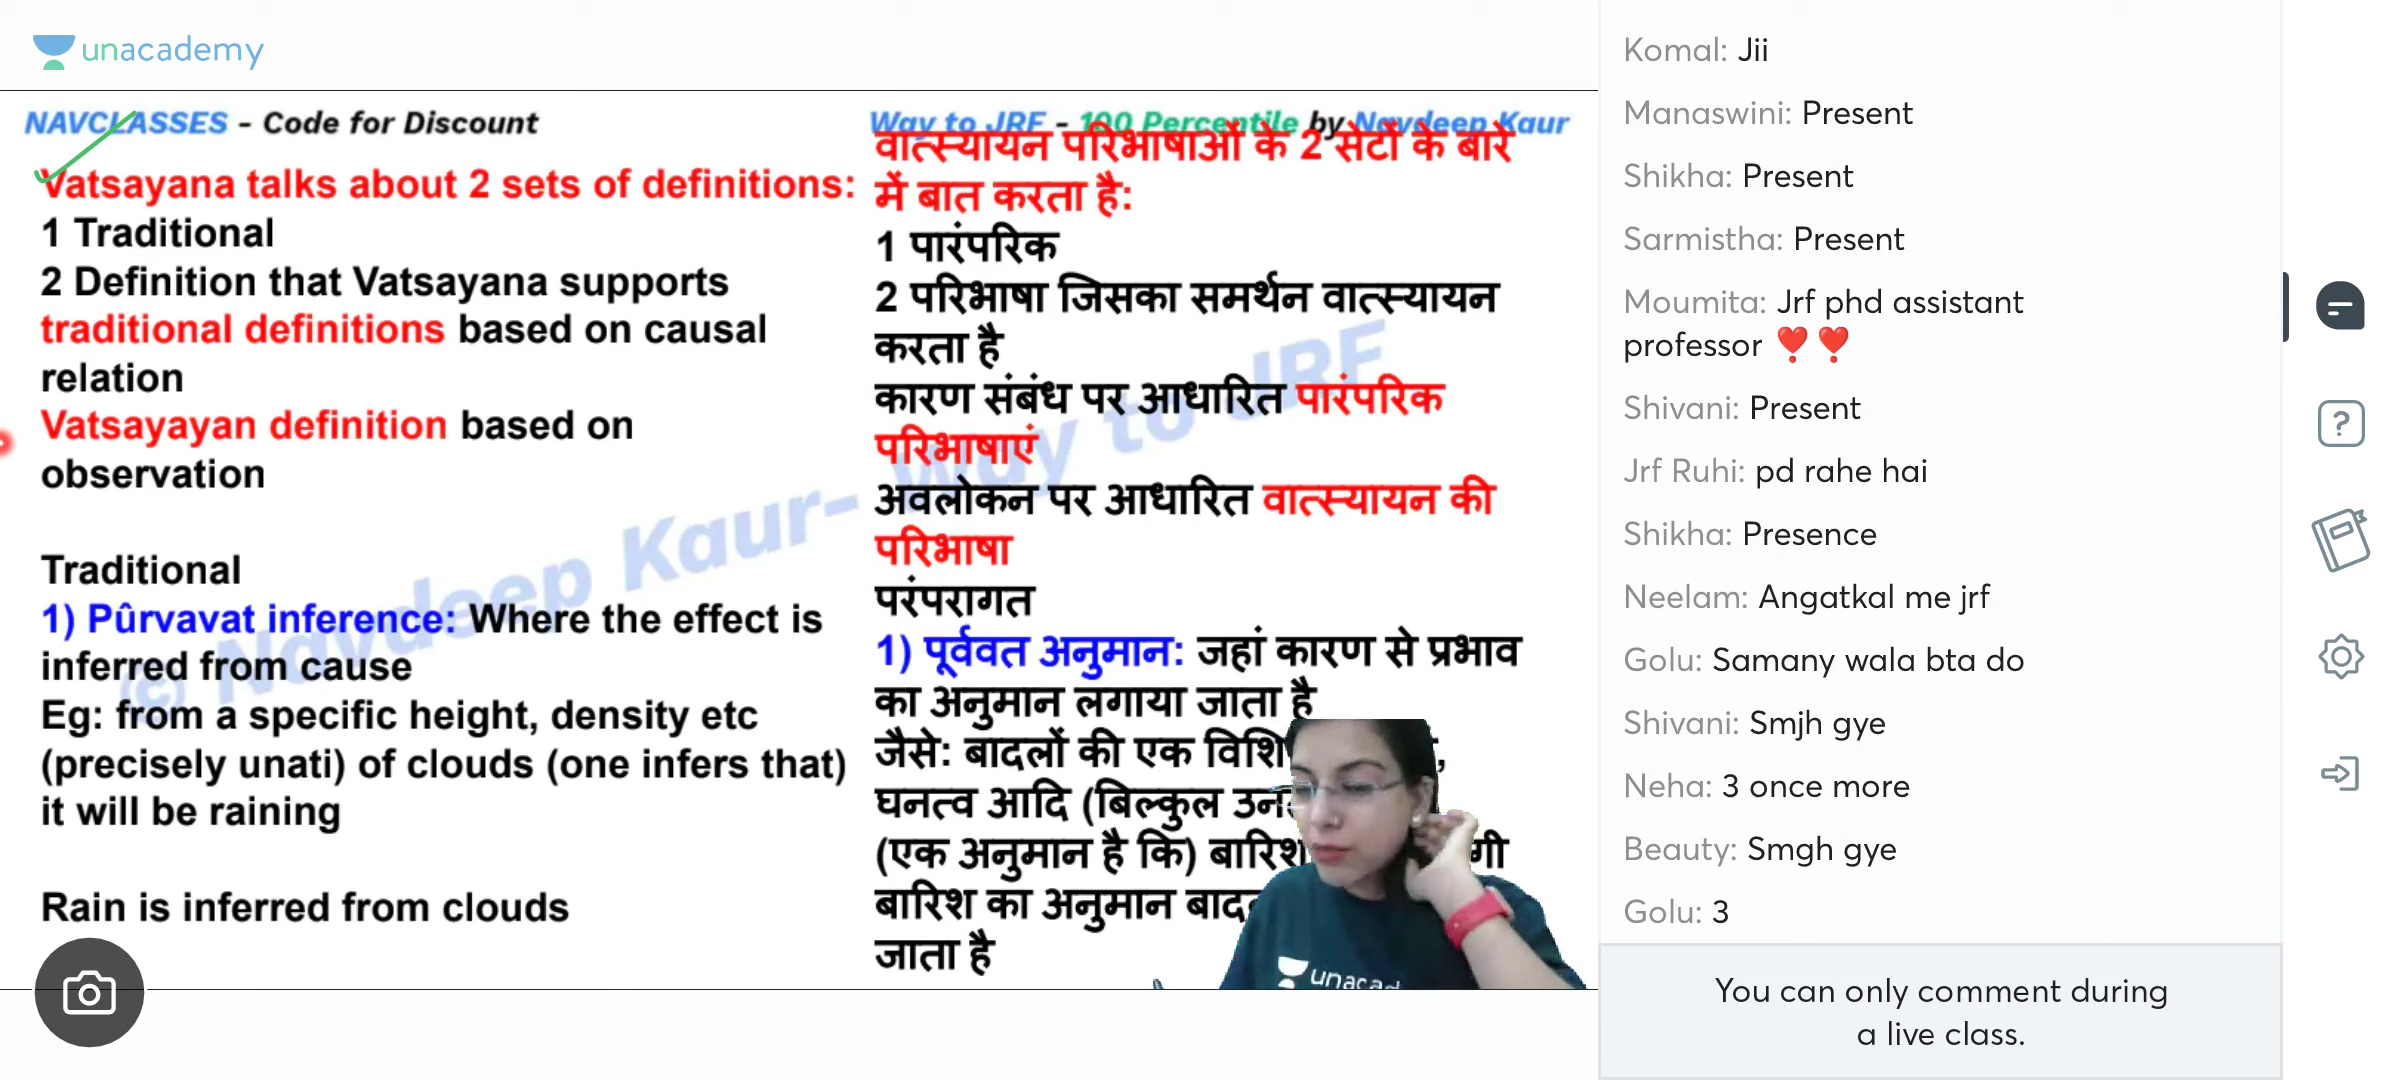 unacademy
NAVCLASSES - Code for Discount
Way to JRF - 100 Percentile by Navdeep Kaur
Vatsayana talks about 2 sets of definitions:
1 Traditional
2 Definition that Vatsayana supports
traditional definitions based on causal
relation
Vatsayayan definition based on
observation
Traditional
1) Pûrvavat inference: Where the effect is
inferred from cause
Eg: from a specific height, density etc
(precisely unati) of clouds (one infers that)
it will be raining
Rain is inferred from clouds
वात्स्यायन परिभाषाओं के 2 सेटों के बारे
में बात करता है:
1 पारंपरिक
2 परिभाषा जिसका समर्थन वात्स्यायन
करता है
कारण संबंध पर आधारित पारंपरिक
परिभाषाएं
अवलोकन पर आधारित वात्स्यायन की
परिभाषा
परंपरागत
1) पूर्ववत अनुमान: जहां कारण से प्रभाव
का अनुमान लगाया जाता है
जैसे: बादलों की एक
घनत्व आदि (बिल्कुल
(एक अनुमान है कि) बारिश
बारिश का अनुमान
जाता है
© Navdeep Kaur- Way to JRF
unacad
Komal: Jii
Manaswini: Present
Shikha: Present
Sarmistha: Present
Moumita: Jrf phd assistant
professor ❣️❣️
Shivani: Present
Jrf Ruhi: pd rahe hai
Shikha: Presence
Neelam: Angatkal me jrf
Golu: Samany wala bta do
Shivani: Smjh gye
Neha: 3 once more
Beauty: Smgh gye
Golu: 3
You can only comment during
a live class.